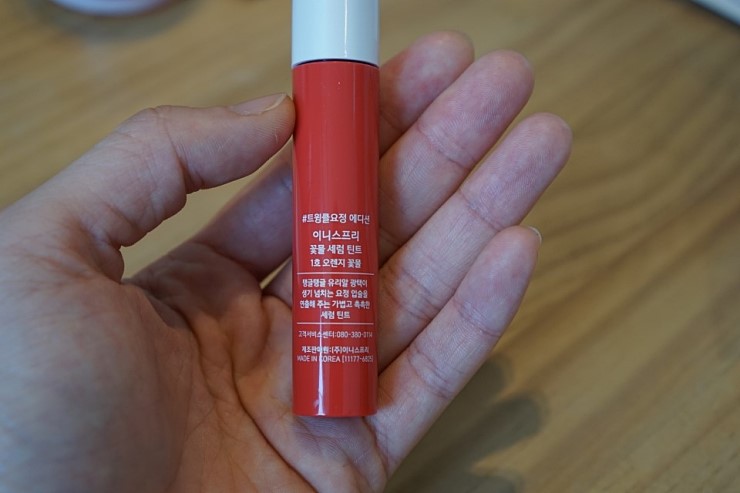 #트윙클요정 에디션
이니스프리
꽃물 세럼 틴트
1호 오렌지 꽃물
탱글탱글 유리알 광택이
생기 넘치는 요정 입술을
연출해 주는 가볍고 촉촉한
세럼 틴트
고객서비스센터:080-380-0114
제조판매원:(주)이니스프리
MADE IN KOREA